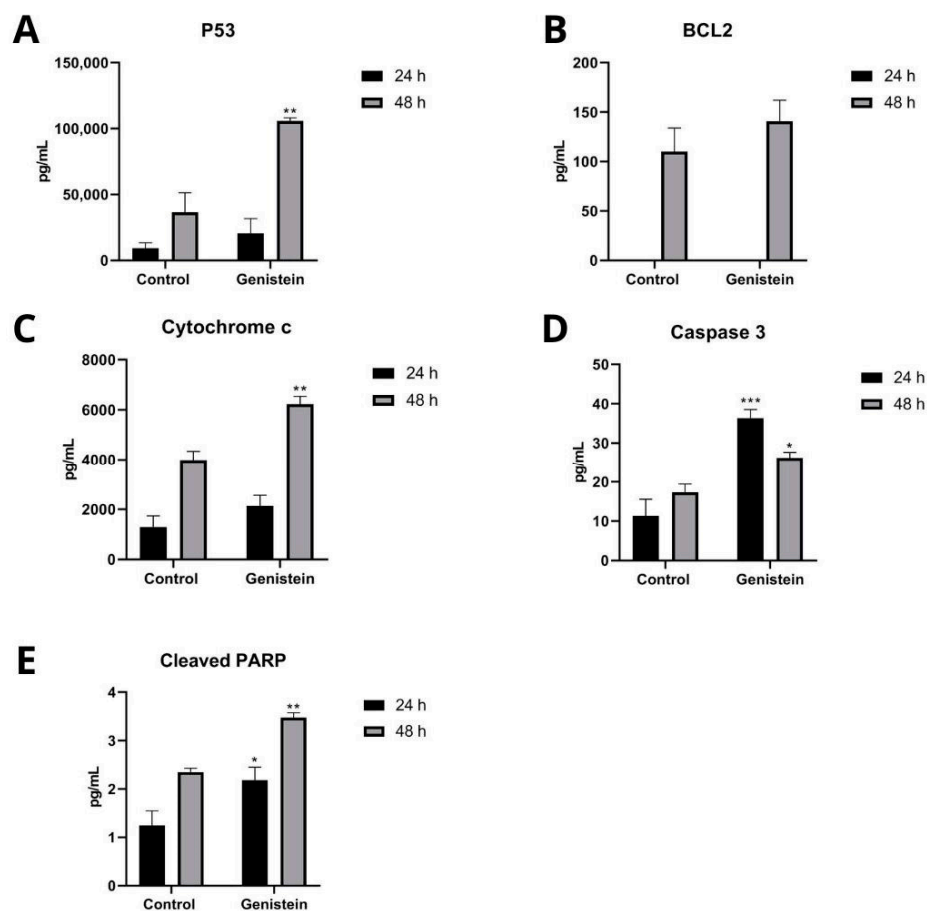 A
P53
150,000
100,000
50,000
0
pg/mL
**
Control
Genistein
24 h
48 h
B
BCL2
200
150
100
50
0
pg/mL
Control
Genistein
24 h
48 h
C
Cytochrome c
8000
6000
4000
2000
0
pg/mL
**
Control
Genistein
24 h
48 h
D
Caspase 3
50
40
30
20
10
0
pg/mL
***
*
Control
Genistein
24 h
48 h
E
Cleaved PARP
4
3
2
1
0
pg/mL
*
**
Control
Genistein
24 h
48 h